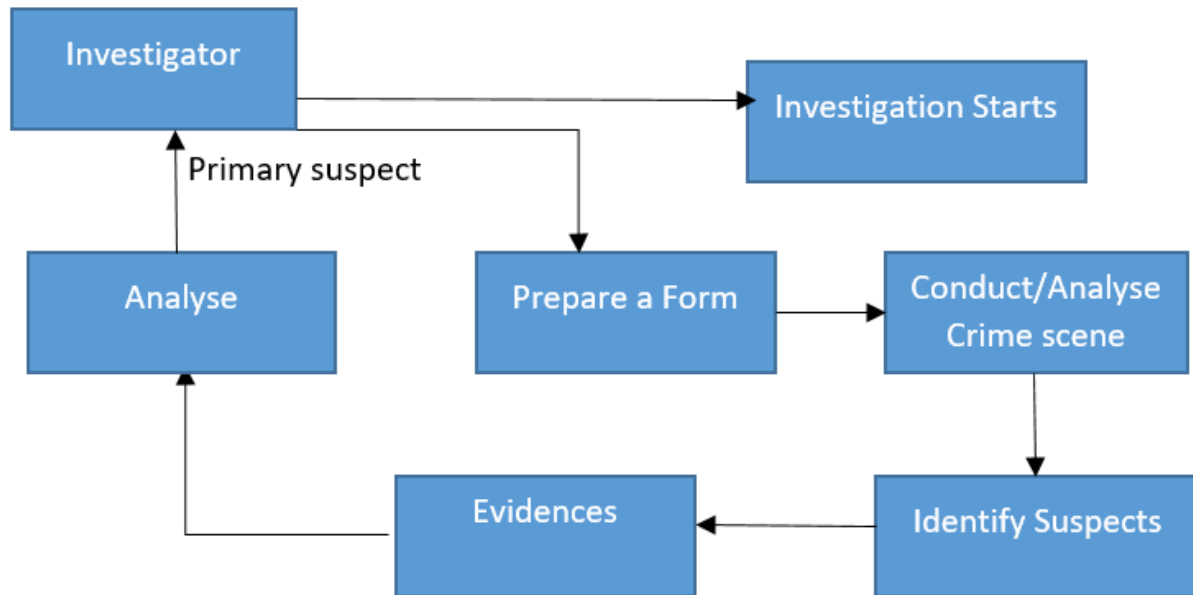 Investigator
Investigation Starts
Primary suspect
Analyse
Prepare a Form
Conduct/Analyse
Crime scene
Evidences
Identify Suspects